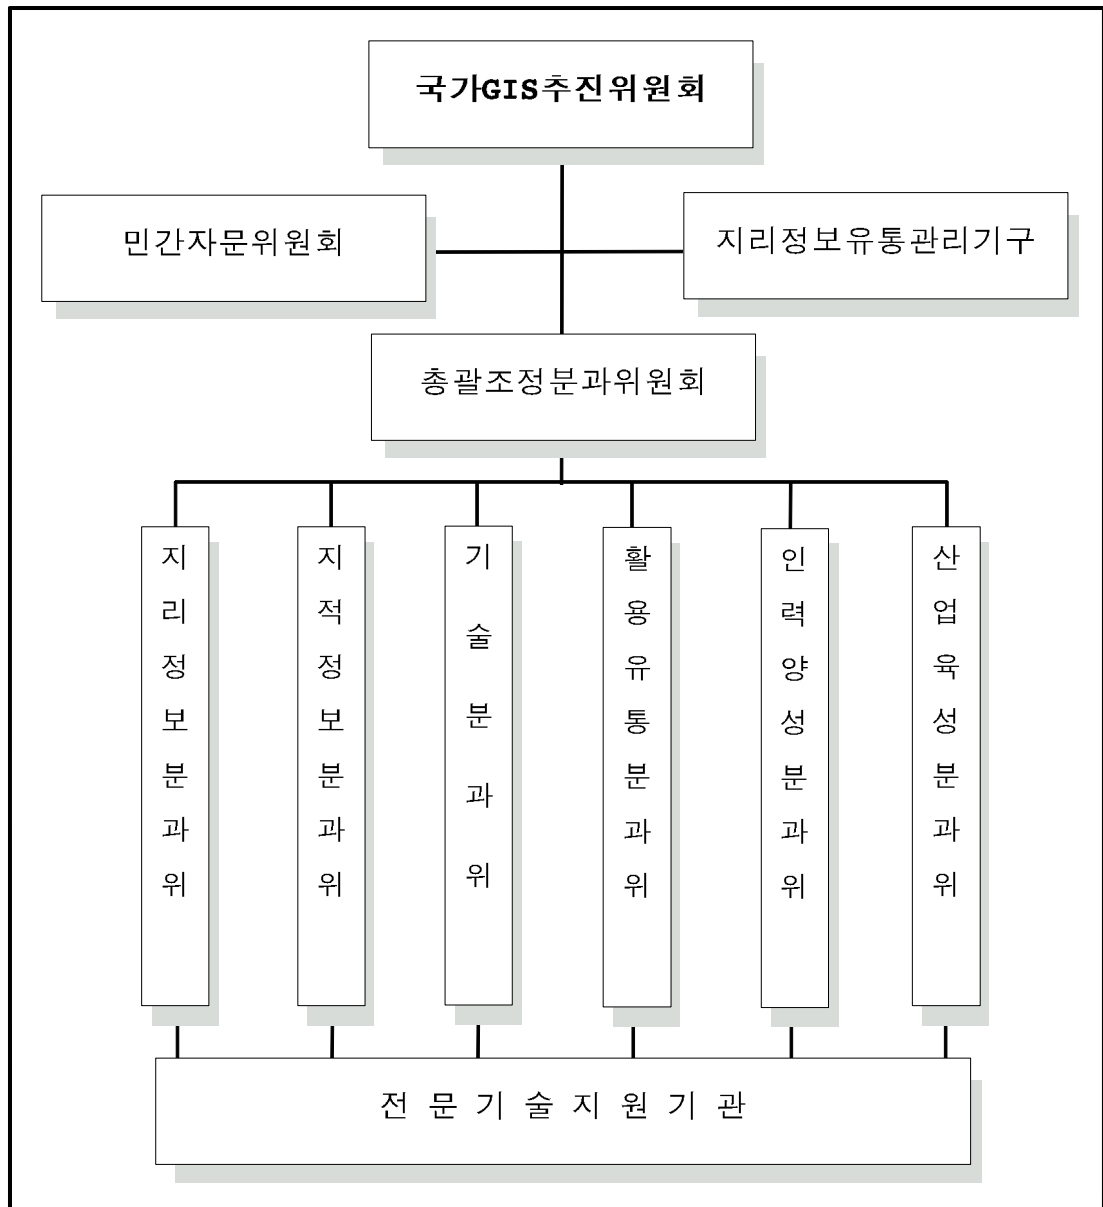 국가GIS추진위원회
민간자문위원회
지리정보유통관리기구
총괄조정분과위원회
지리정보분과위
지적정보분과위
기술분과위
활용유통분과위
인력양성분과위
산업육성분과위
전 문 기 술 지 원 기 관